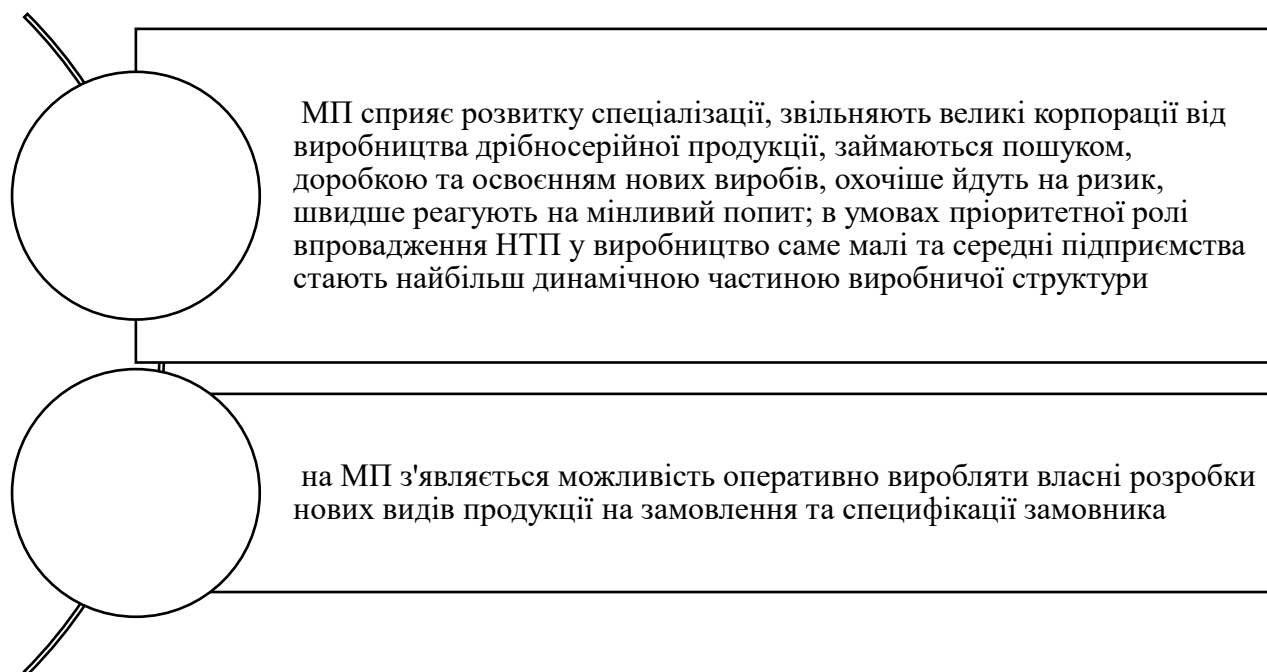 МП сприяє розвитку спеціалізації, звільняють великі корпорації від
виробництва дрібносерійної продукції, займаються пошуком,
доробкою та освоєнням нових виробів, охочіше йдуть на ризик,
швидше реагують на мінливий попит; в умовах пріоритетної ролі
впровадження НТП у виробництво саме малі та середні підприємства
стають найбільш динамічною частиною виробничої структури
на МП з'являється можливість оперативно виробляти власні розробки
нових видів продукції на замовлення та специфікації замовника